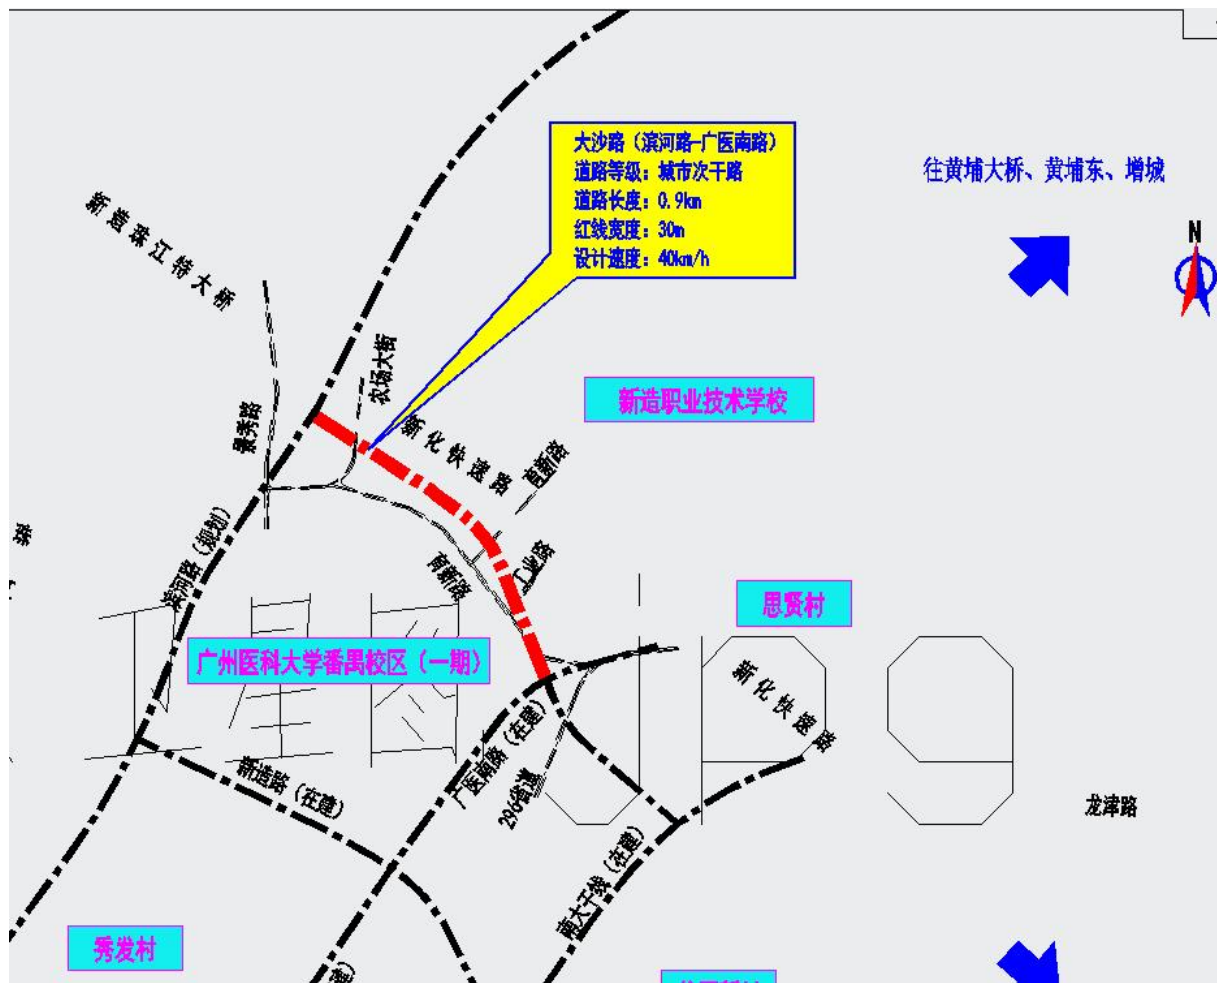 大沙路（滨河路-广医南路）
道路等级：城市次干路
道路长度：0.9km
红线宽度：30m
设计速度：40km/h
往黄埔大桥、黄埔东、增城
N
新造珠江特大桥
农场大街
新造职业技术学校
景秀路
新化快速路
育新路
珠
滨河路（规划）
育新路
工业路
思贤村
广州医科大学番禺校区（一期）
新化快速路
广医南路（在建）
新造路（在建）
296省道
龙津路
南大干线（在建）
秀发村
建）